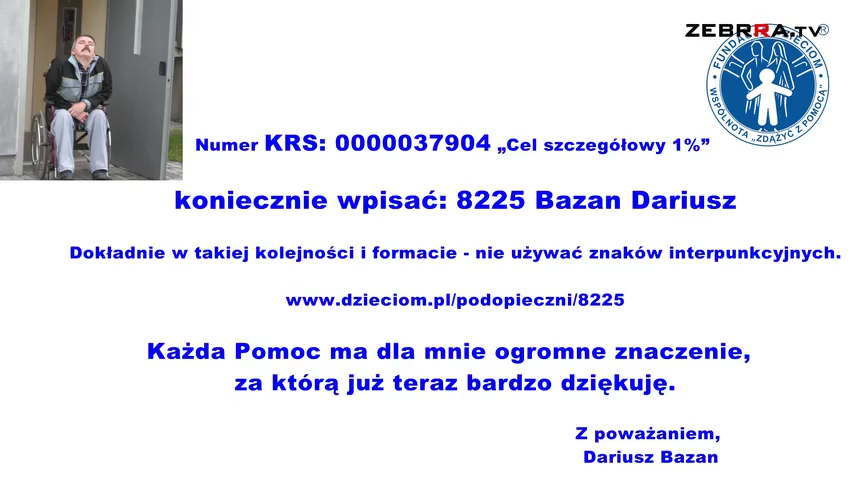 ZEBRRA.TV®
FUNDACJA DZIECIOM
WSPÓLNOTA „ZDĄŻYĆ Z POMOCĄ”
Numer KRS: 0000037904 „Cel szczegółowy 1%”
koniecznie wpisać: 8225 Bazan Dariusz
Dokładnie w takiej kolejności i formacie - nie używać znaków interpunkcyjnych.
www.dzieciom.pl/podopieczni/8225
Każda Pomoc ma dla mnie ogromne znaczenie,
za którą już teraz bardzo dziękuję.
Z poważaniem,
Dariusz Bazan